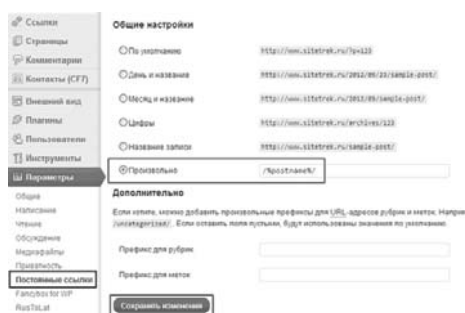 Ссылки
Страницы
Комментарии
Контакты (CF7)
Внешний вид
Плагины
Пользователи
Инструменты
Параметры
Общие
Написание
Чтение
Обсуждение
Медиафайлы
Приватность
Постоянные ссылки
Fancybox for WP
RusToLat
Общие настройки
По умолчанию http://www.sitetrek.ru/?p=123
День и название http://www.sitetrek.ru/2012/09/23/sample-post/
Месяц и название http://www.sitetrek.ru/2012/09/sample-post/
Цифры http://www.sitetrek.ru/archives/123
Название записи http://www.sitetrek.ru/sample-post/
Произвольно /%postname%/
Дополнительно
Если хотите, можно добавить произвольные префиксы для URL-адресов рубрик и меток. Наприм
/uncategorized/. Если оставить поля пустыми, будут использованы значения по умолчанию.
Префикс для рубрик
Префикс для меток
Сохранить изменения